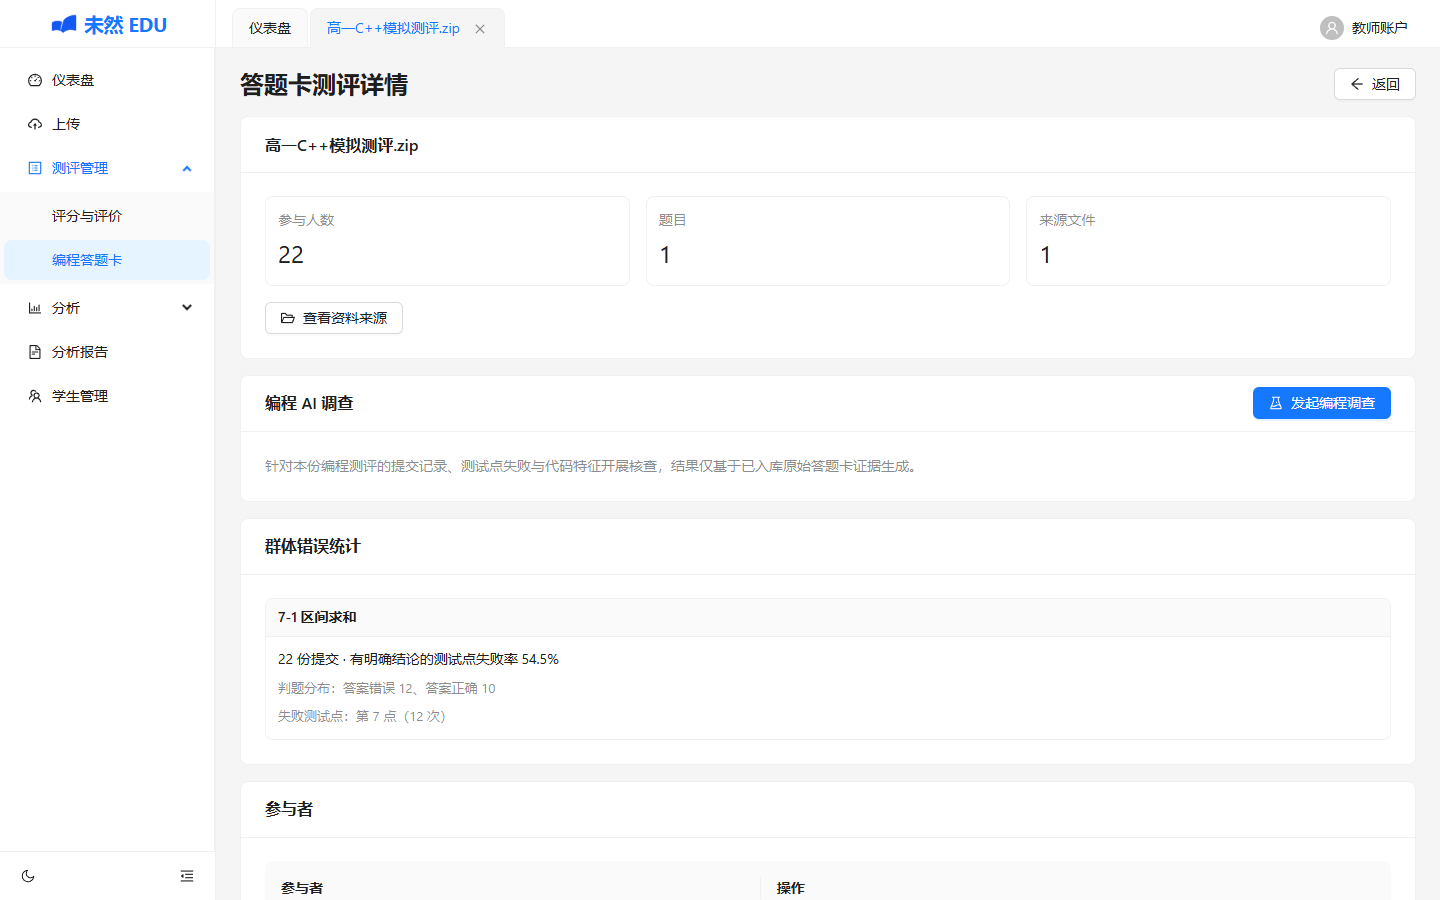 未然 EDU
仪表盘
高一C++模拟测评.zip
教师账户
仪表盘
上传
测评管理
评分与评价
编程答题卡
分析
分析报告
学生管理
答题卡测评详情
返回
高一C++模拟测评.zip
参与人数
22
题目
1
来源文件
1
查看资料来源
编程 AI 调查
发起编程调查
针对本份编程测评的提交记录、测试点失败与代码特征开展核查，结果仅基于已入库原始答题卡证据生成。
群体错误统计
7-1 区间求和
22 份提交 · 有明确结论的测试点失败率 54.5%
判题分布：答案错误 12、答案正确 10
失败测试点：第 7 点（12 次）
参与者
参与者
操作